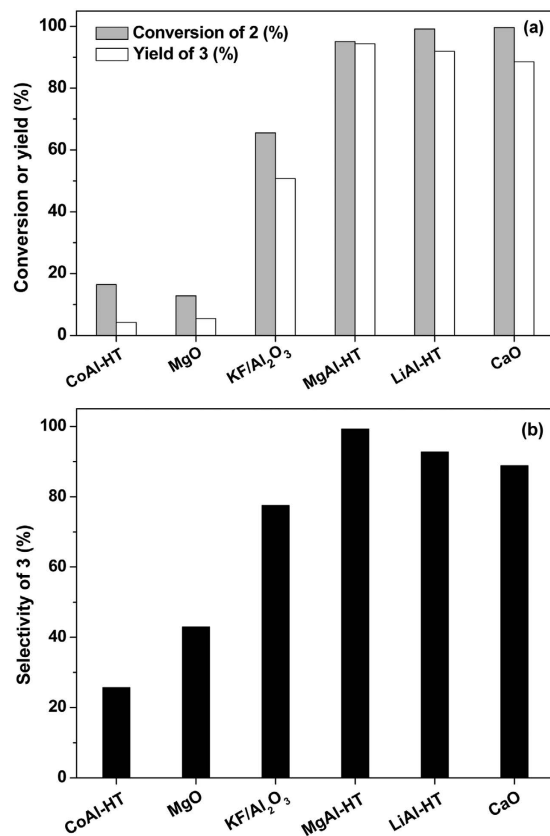 (a)
Conversion of 2 (%)
Yield of 3 (%)
Conversion or yield (%)
100
80
60
40
20
0
CoAl-HT
MgO
KF/Al₂O₃
MgAl-HT
LiAl-HT
CaO
(b)
Selectivity of 3 (%)
100
80
60
40
20
0
CoAl-HT
MgO
KF/Al₂O₃
MgAl-HT
LiAl-HT
CaO